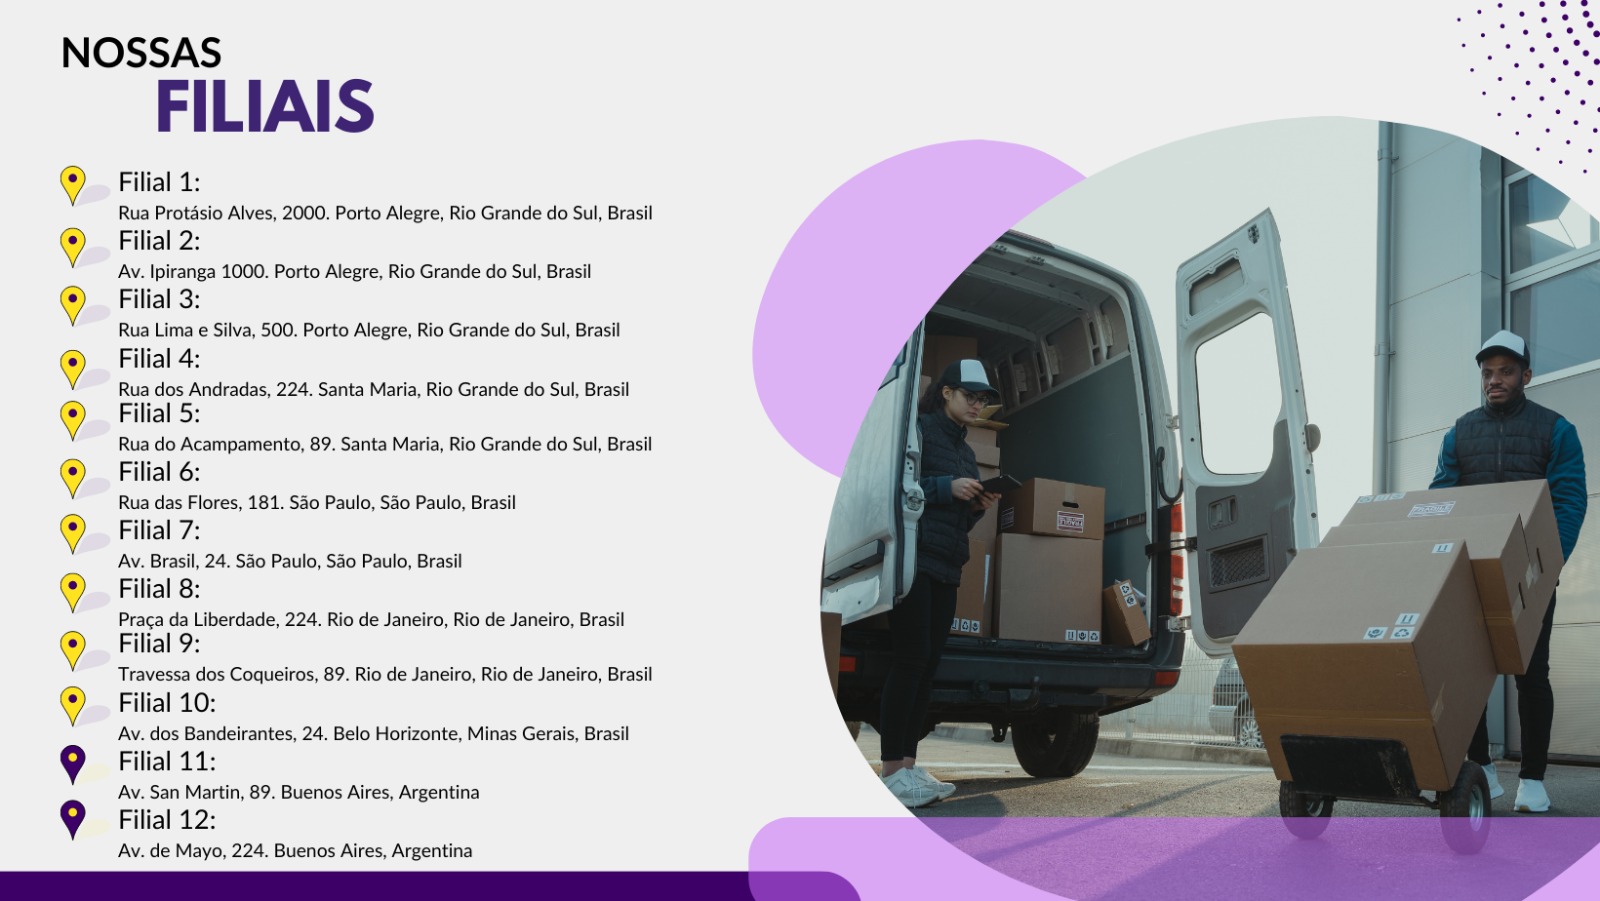 NOSSAS
FILIAIS
Filial 1:
Rua Protásio Alves, 2000. Porto Alegre, Rio Grande do Sul, Brasil
Filial 2:
Av. Ipiranga 1000. Porto Alegre, Rio Grande do Sul, Brasil
Filial 3:
Rua Lima e Silva, 500. Porto Alegre, Rio Grande do Sul, Brasil
Filial 4:
Rua dos Andradas, 224. Santa Maria, Rio Grande do Sul, Brasil
Filial 5:
Rua do Acampamento, 89. Santa Maria, Rio Grande do Sul, Brasil
Filial 6:
Rua das Flores, 181. São Paulo, São Paulo, Brasil
Filial 7:
Av. Brasil, 24. São Paulo, São Paulo, Brasil
Filial 8:
Praça da Liberdade, 224. Rio de Janeiro, Rio de Janeiro, Brasil
Filial 9:
Travessa dos Coqueiros, 89. Rio de Janeiro, Rio de Janeiro, Brasil
Filial 10:
Av. dos Bandeirantes, 24. Belo Horizonte, Minas Gerais, Brasil
Filial 11:
Av. San Martin, 89. Buenos Aires, Argentina
Filial 12:
Av. de Mayo, 224. Buenos Aires, Argentina
FRAGILE